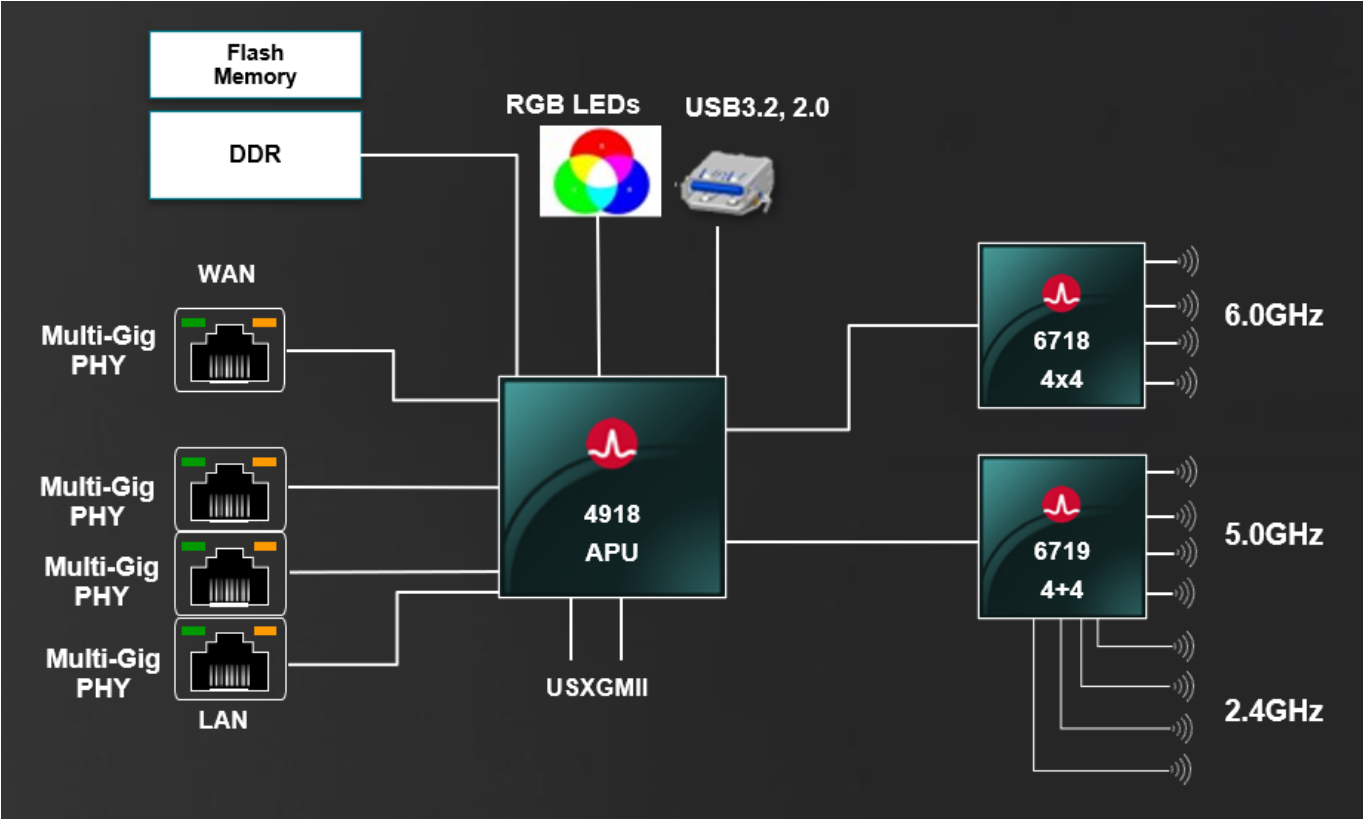 Flash
Memory
DDR
RGB LEDs
USB3.2, 2.0
WAN
Multi-Gig
PHY
Multi-Gig
PHY
Multi-Gig
PHY
Multi-Gig
PHY
LAN
4918
APU
USXGMII
6718
4x4
6.0GHz
6719
4+4
5.0GHz
2.4GHz